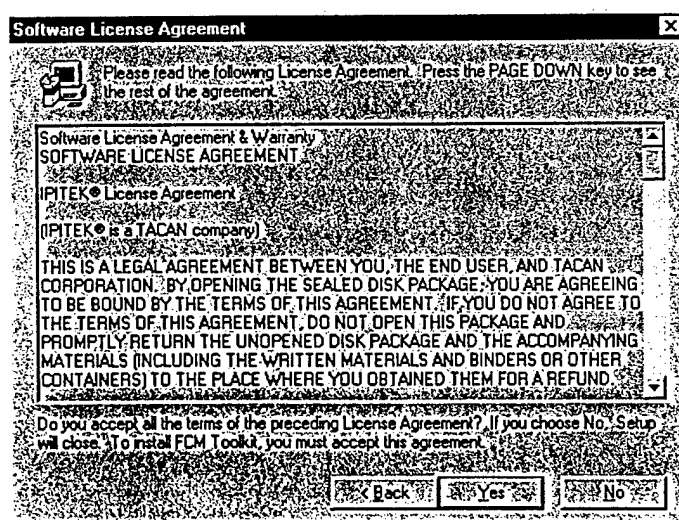 Software License Agreement
Please read the following License Agreement. Press the PAGE DOWN key to see
the rest of the agreement.
Software License Agreement & Warranty
SOFTWARE LICENSE AGREEMENT
IPITEK® License Agreement
(IPITEK® is a TACAN company)
THIS IS A LEGAL AGREEMENT BETWEEN YOU, THE END USER, AND TACAN
CORPORATION. BY OPENING THE SEALED DISK PACKAGE, YOU ARE AGREEING
TO BE BOUND BY THE TERMS OF THIS AGREEMENT. IF YOU DO NOT AGREE TO
THE TERMS OF THIS AGREEMENT, DO NOT OPEN THIS PACKAGE AND
PROMPTLY RETURN THE UNOPENED DISK PACKAGE AND THE ACCOMPANYING
MATERIALS (INCLUDING THE WRITTEN MATERIALS AND BINDERS OR OTHER
CONTAINERS) TO THE PLACE WHERE YOU OBTAINED THEM FOR A REFUND.
Do you accept all the terms of the preceding License Agreement? If you choose No, Setup
will close. To install FCM Toolkit, you must accept this agreement.
< Back Yes No